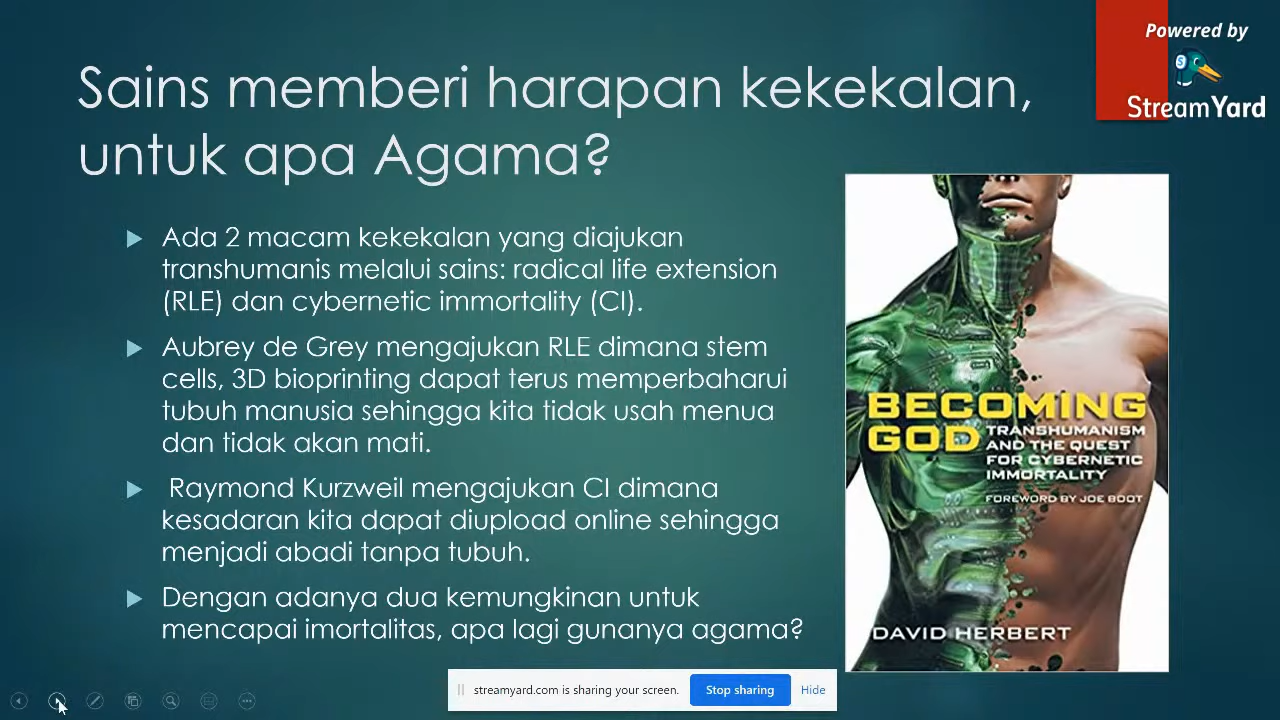 Powered by
StreamYard
Sains memberi harapan kekekalan,
untuk apa Agama?
Ada 2 macam kekekalan yang diajukan
transhumanis melalui sains: radical life extension
(RLE) dan cybernetic immortality (CI).
Aubrey de Grey mengajukan RLE dimana stem
cells, 3D bioprinting dapat terus memperbaharui
tubuh manusia sehingga kita tidak usah menua
dan tidak akan mati.
Raymond Kurzweil mengajukan CI dimana
kesadaran kita dapat diupload online sehingga
menjadi abadi tanpa tubuh.
Dengan adanya dua kemungkinan untuk
mencapai imortalitas, apa lagi gunanya agama?
BECOMING
GOD
TRANSHUMANISM
AND THE QUEST
FOR CYBERNETIC
IMMORTALITY
FOREWORD BY JOE BOOT
DAVID HERBERT
streamyard.com is sharing your screen.
Stop sharing
Hide